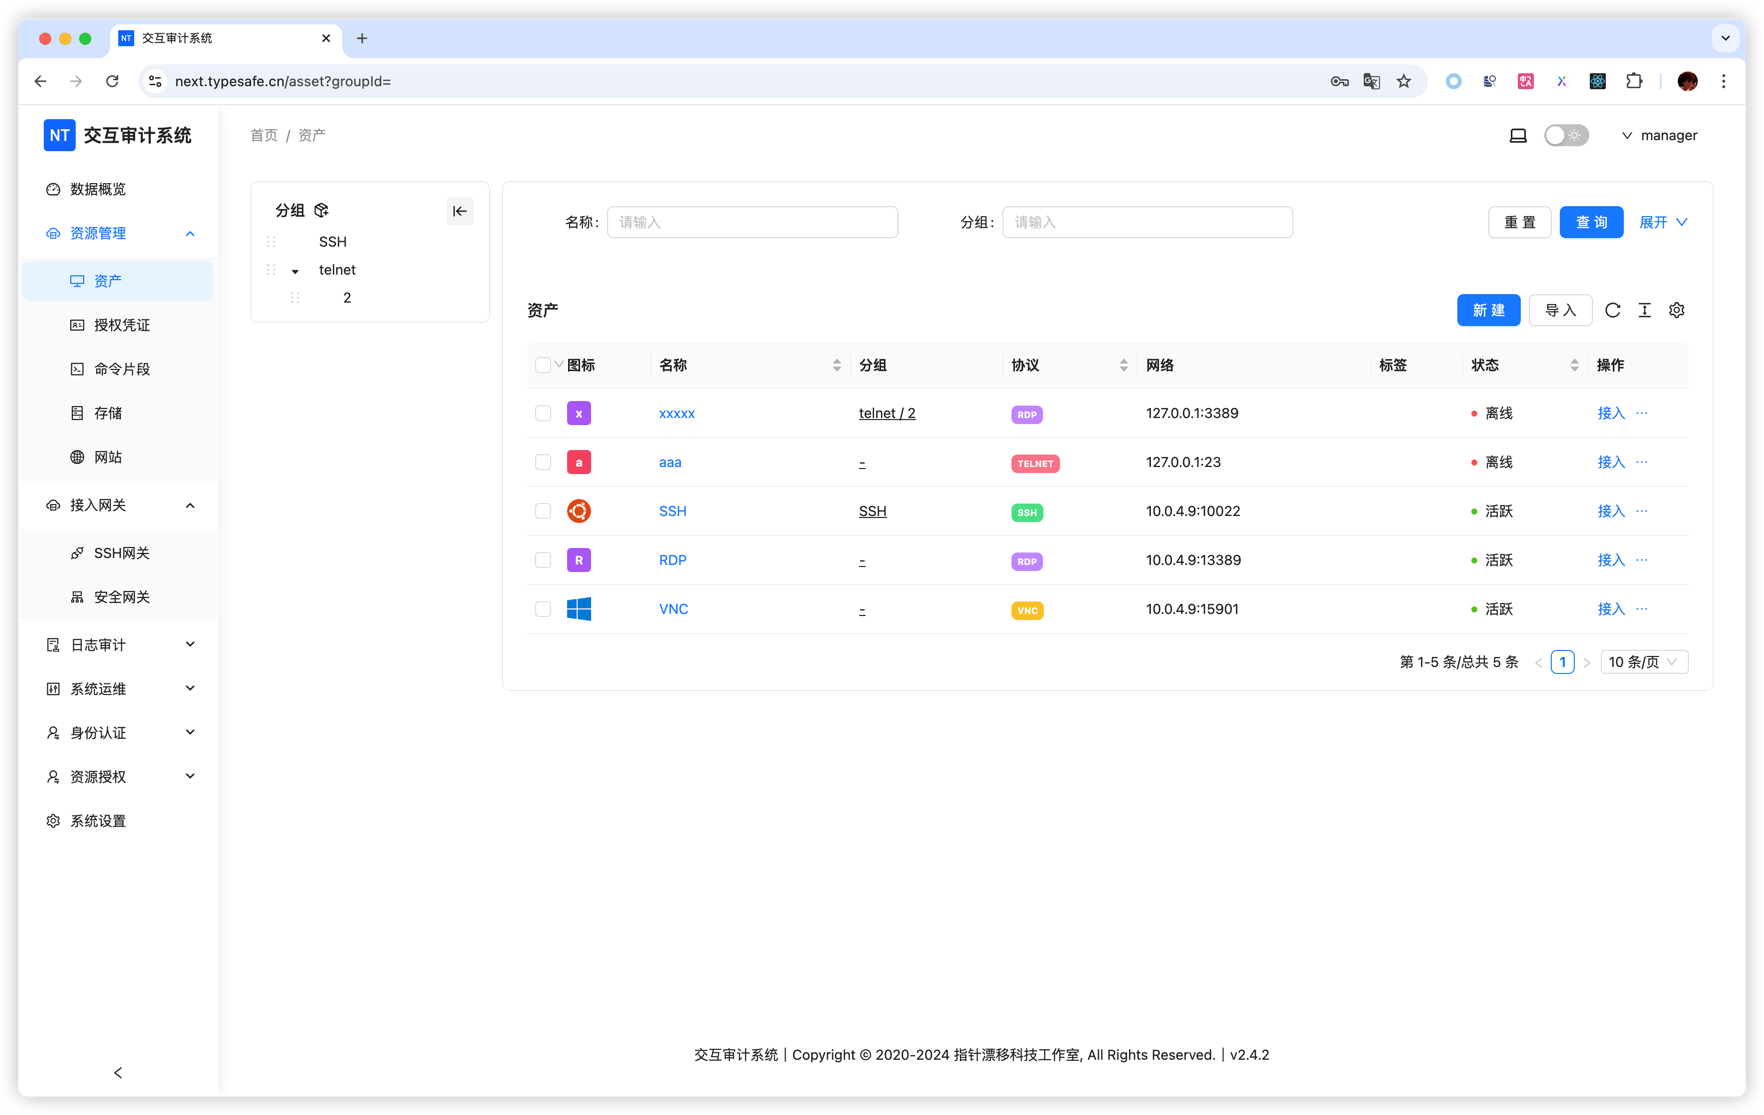 NT 交互审计系统
next.typesafe.cn/asset?groupId=
NT 交互审计系统
首页 / 资产
manager
数据概览
资源管理
资产
授权凭证
命令片段
存储
网站
接入网关
SSH网关
安全网关
日志审计
系统运维
身份认证
资源授权
系统设置
分组
SSH
telnet
2
名称: 请输入 分组: 请输入 重 置 查 询 展开
资产 新 建 导 入
图标 名称 分组 协议 网络 标签 状态 操作
x xxxxx telnet / 2 RDP 127.0.0.1:3389 离线 接入 ···
a aaa - TELNET 127.0.0.1:23 离线 接入 ···
SSH SSH SSH 10.0.4.9:10022 活跃 接入 ···
R RDP - RDP 10.0.4.9:13389 活跃 接入 ···
VNC - VNC 10.0.4.9:15901 活跃 接入 ···
第 1-5 条/总共 5 条 < 1 > 10 条/页
交互审计系统 | Copyright © 2020-2024 指针漂移科技工作室, All Rights Reserved. | v2.4.2